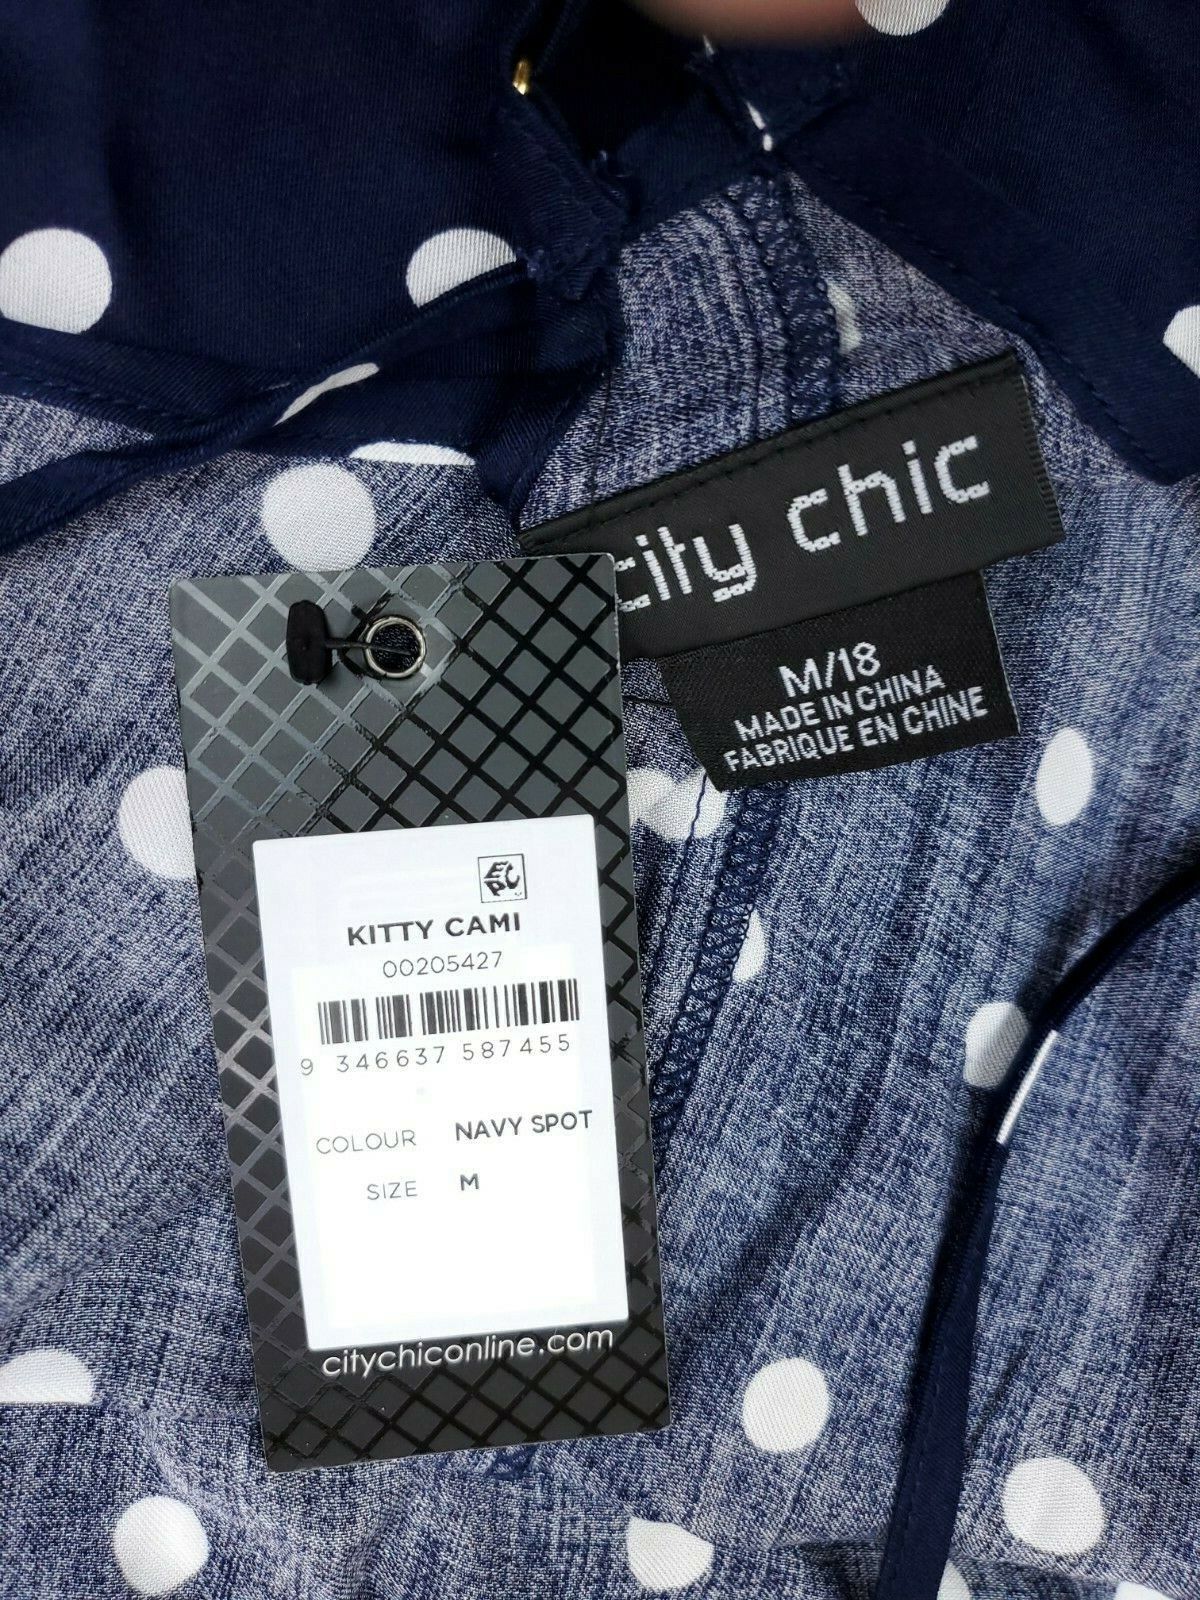 city chic
M/18
MADE IN CHINA
FABRIQUE EN CHINE
EPC
KITTY CAMI
00205427
9 346637 587455
COLOUR NAVY SPOT
SIZE M
citychiconline.com